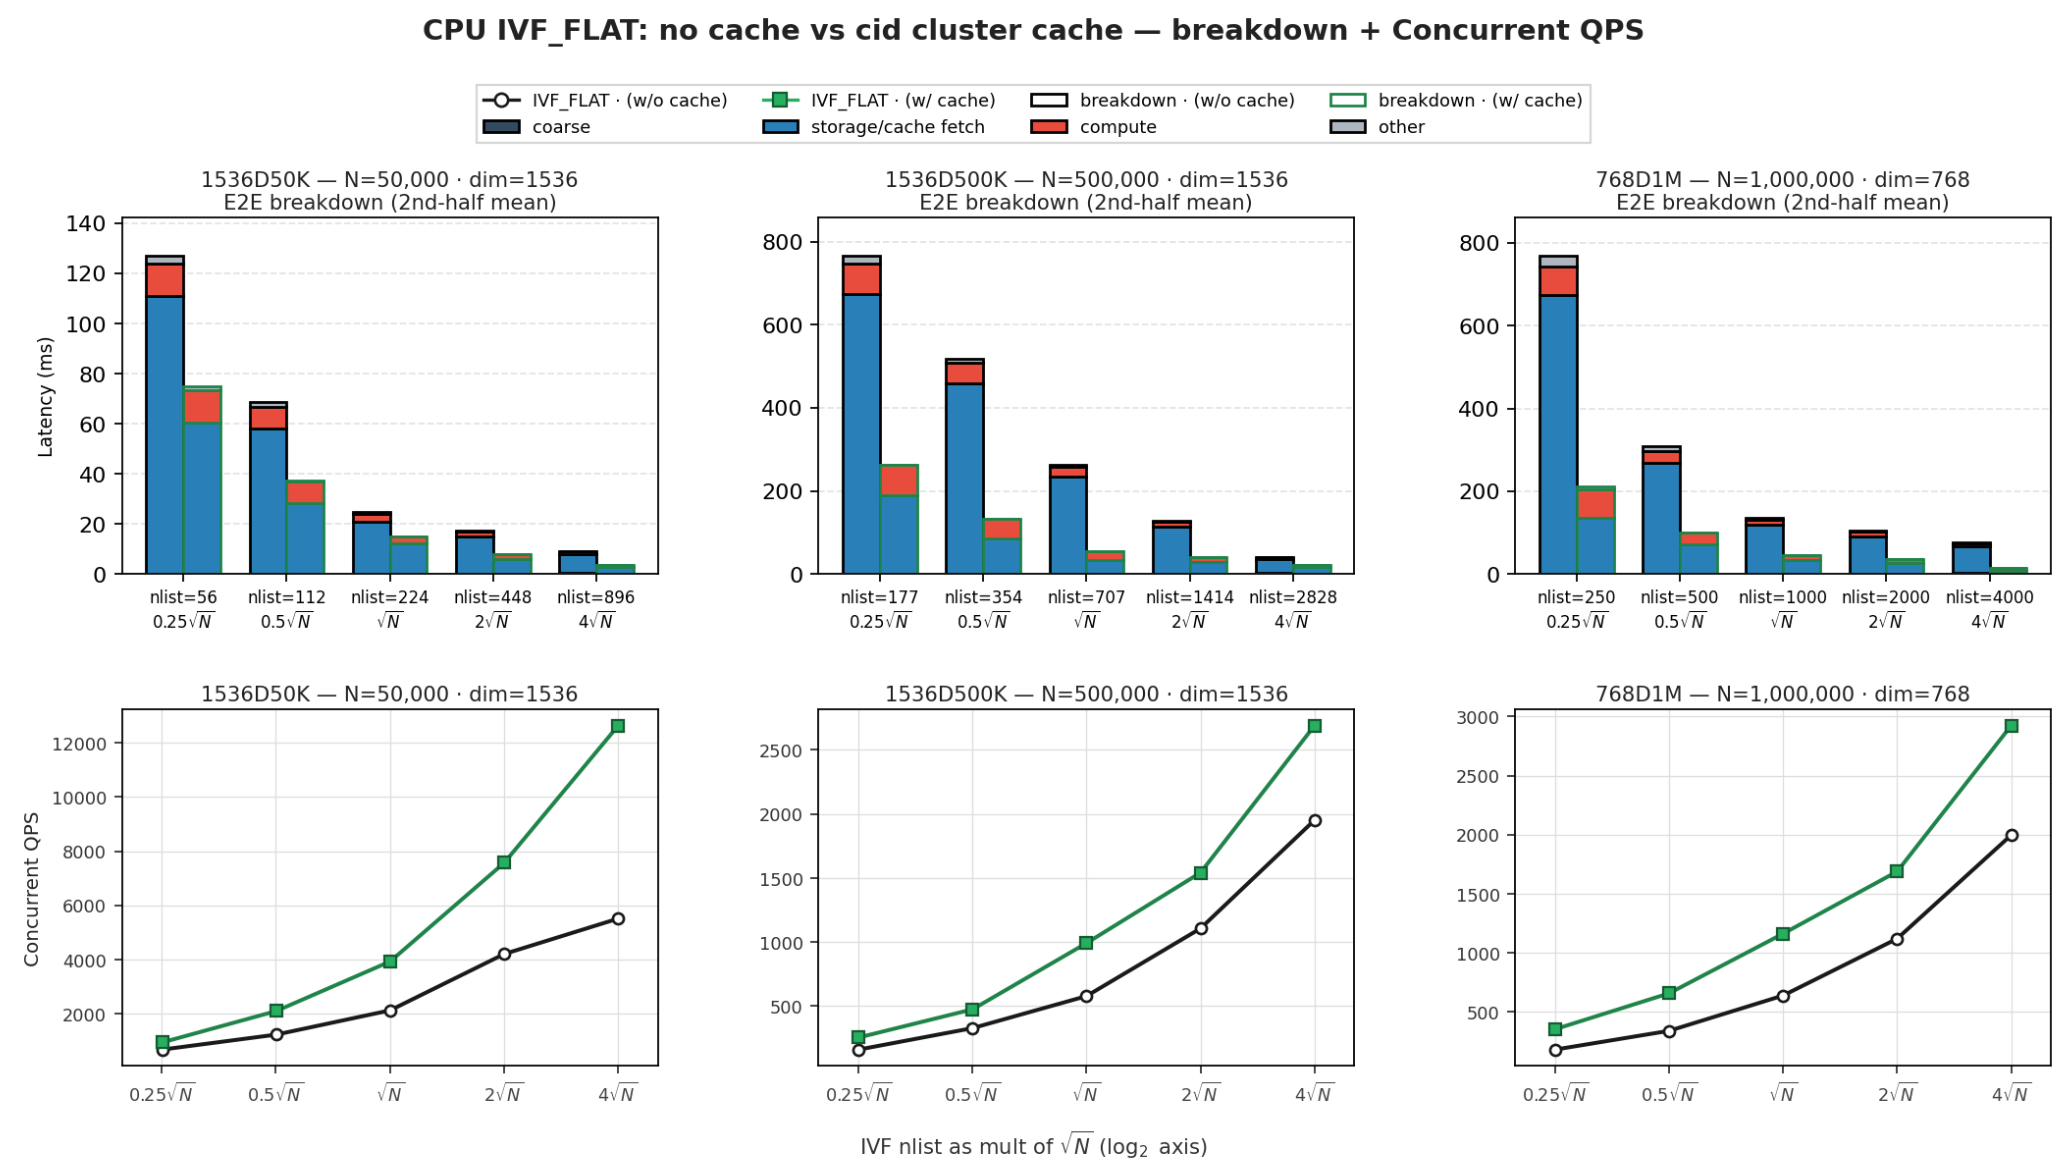 CPU IVF_FLAT: no cache vs cid cluster cache — breakdown + Concurrent QPS
IVF_FLAT · (w/o cache)
IVF_FLAT · (w/ cache)
breakdown · (w/o cache)
breakdown · (w/ cache)
coarse
storage/cache fetch
compute
other
1536D50K — N=50,000 · dim=1536
E2E breakdown (2nd-half mean)
Latency (ms)
140
120
100
80
60
40
20
0
nlist=56 nlist=112 nlist=224 nlist=448 nlist=896
0.25√N 0.5√N √N 2√N 4√N
1536D500K — N=500,000 · dim=1536
E2E breakdown (2nd-half mean)
800
600
400
200
0
nlist=177 nlist=354 nlist=707 nlist=1414 nlist=2828
0.25√N 0.5√N √N 2√N 4√N
768D1M — N=1,000,000 · dim=768
E2E breakdown (2nd-half mean)
800
600
400
200
0
nlist=250 nlist=500 nlist=1000 nlist=2000 nlist=4000
0.25√N 0.5√N √N 2√N 4√N
1536D50K — N=50,000 · dim=1536
Concurrent QPS
12000
10000
8000
6000
4000
2000
0.25√N 0.5√N √N 2√N 4√N
1536D500K — N=500,000 · dim=1536
2500
2000
1500
1000
500
0.25√N 0.5√N √N 2√N 4√N
768D1M — N=1,000,000 · dim=768
3000
2500
2000
1500
1000
500
0.25√N 0.5√N √N 2√N 4√N
IVF nlist as mult of √N (log₂ axis)